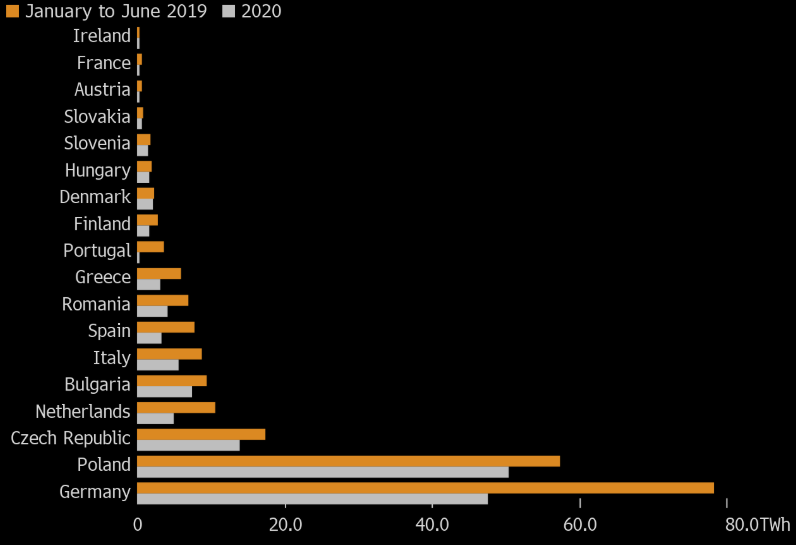 January to June 2019 2020
Ireland
France
Austria
Slovakia
Slovenia
Hungary
Denmark
Finland
Portugal
Greece
Romania
Spain
Italy
Bulgaria
Netherlands
Czech Republic
Poland
Germany
0 20.0 40.0 60.0 80.0TWh